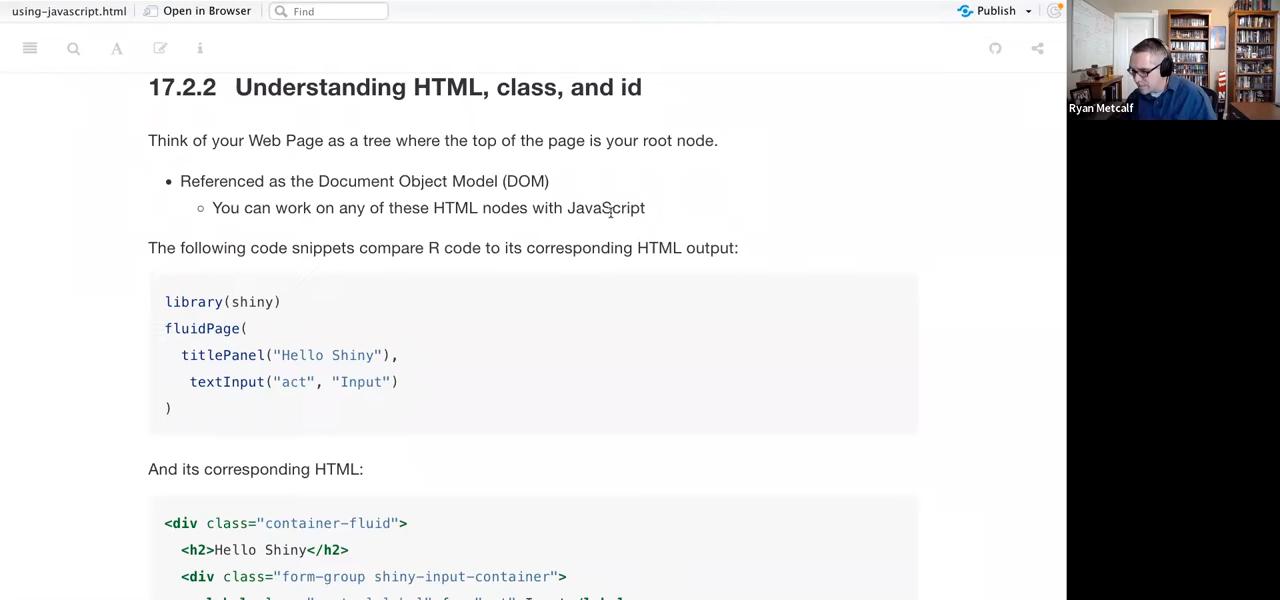 using-javascript.html Open in Browser Find Publish
17.2.2 Understanding HTML, class, and id
Ryan Metcalf
Think of your Web Page as a tree where the top of the page is your root node.
Referenced as the Document Object Model (DOM)
You can work on any of these HTML nodes with JavaScript
The following code snippets compare R code to its corresponding HTML output:
library(shiny)
fluidPage(
titlePanel("Hello Shiny"),
textInput("act", "Input")
)
And its corresponding HTML:
<div class="container-fluid">
<h2>Hello Shiny</h2>
<div class="form-group shiny-input-container">